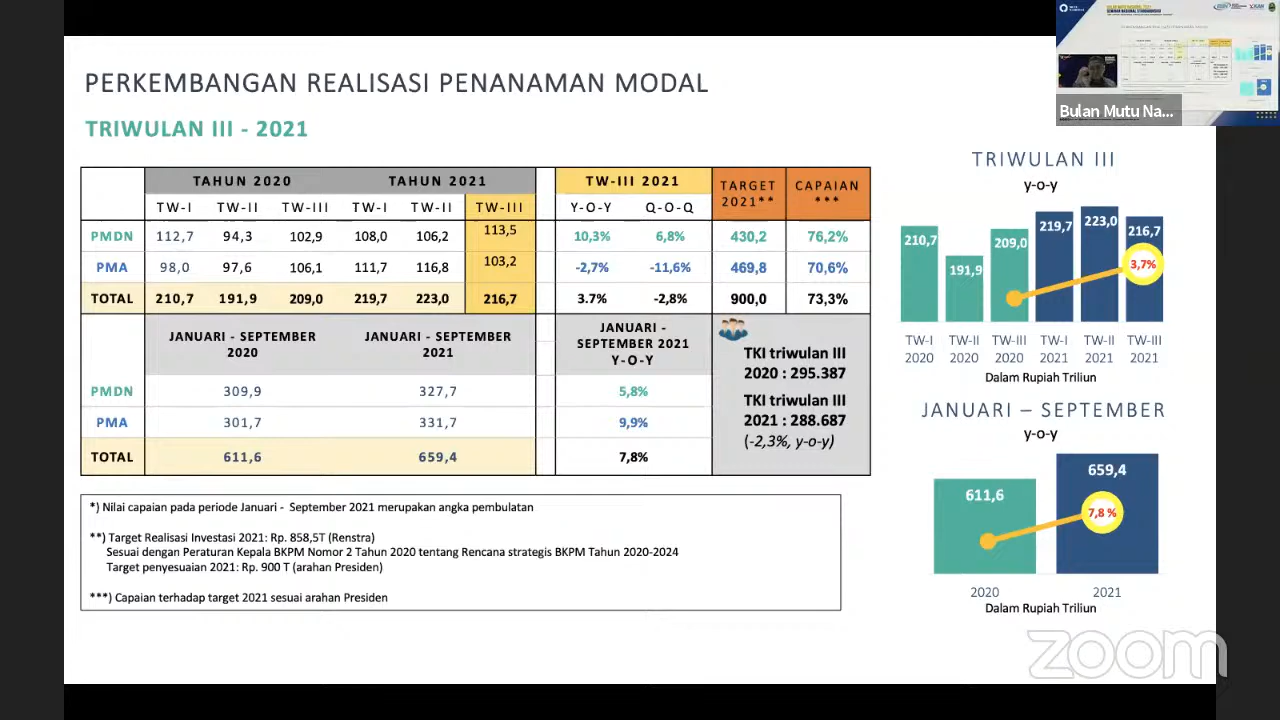 PERKEMBANGAN REALISASI PENANAMAN MODAL
TRIWULAN III - 2021
Bulan Mutu Na...
TAHUN 2020 TAHUN 2021 TW-III 2021 TARGET 2021** CAPAIAN ***
TW-I TW-II TW-III TW-I TW-II TW-III Y-O-Y Q-O-Q
PMDN 112,7 94,3 102,9 108,0 106,2 113,5 10,3% 6,8% 430,2 76,2%
PMA 98,0 97,6 106,1 111,7 116,8 103,2 -2,7% -11,6% 469,8 70,6%
TOTAL 210,7 191,9 209,0 219,7 223,0 216,7 3.7% -2,8% 900,0 73,3%
JANUARI - SEPTEMBER 2020 JANUARI - SEPTEMBER 2021 JANUARI - SEPTEMBER 2021 Y-O-Y
PMDN 309,9 327,7 5,8%
PMA 301,7 331,7 9,9%
TOTAL 611,6 659,4 7,8%
TKI triwulan III
2020 : 295.387
TKI triwulan III
2021 : 288.687
(-2,3%, y-o-y)
*) Nilai capaian pada periode Januari - September 2021 merupakan angka pembulatan
**) Target Realisasi Investasi 2021: Rp. 858,5T (Renstra)
Sesuai dengan Peraturan Kepala BKPM Nomor 2 Tahun 2020 tentang Rencana strategis BKPM Tahun 2020-2024
Target penyesuaian 2021: Rp. 900 T (arahan Presiden)
***) Capaian terhadap target 2021 sesuai arahan Presiden
TRIWULAN III
y-o-y
210,7 191,9 209,0 219,7 223,0 216,7
3,7%
TW-I TW-II TW-III TW-I TW-II TW-III
2020 2020 2020 2021 2021 2021
Dalam Rupiah Triliun
JANUARI – SEPTEMBER
y-o-y
611,6 659,4
7,8 %
2020 2021
Dalam Rupiah Triliun
zoom